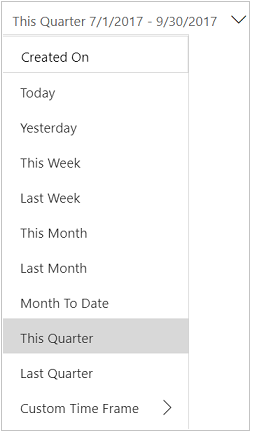 This Quarter 7/1/2017 - 9/30/2017
Created On
Today
Yesterday
This Week
Last Week
This Month
Last Month
Month To Date
This Quarter
Last Quarter
Custom Time Frame